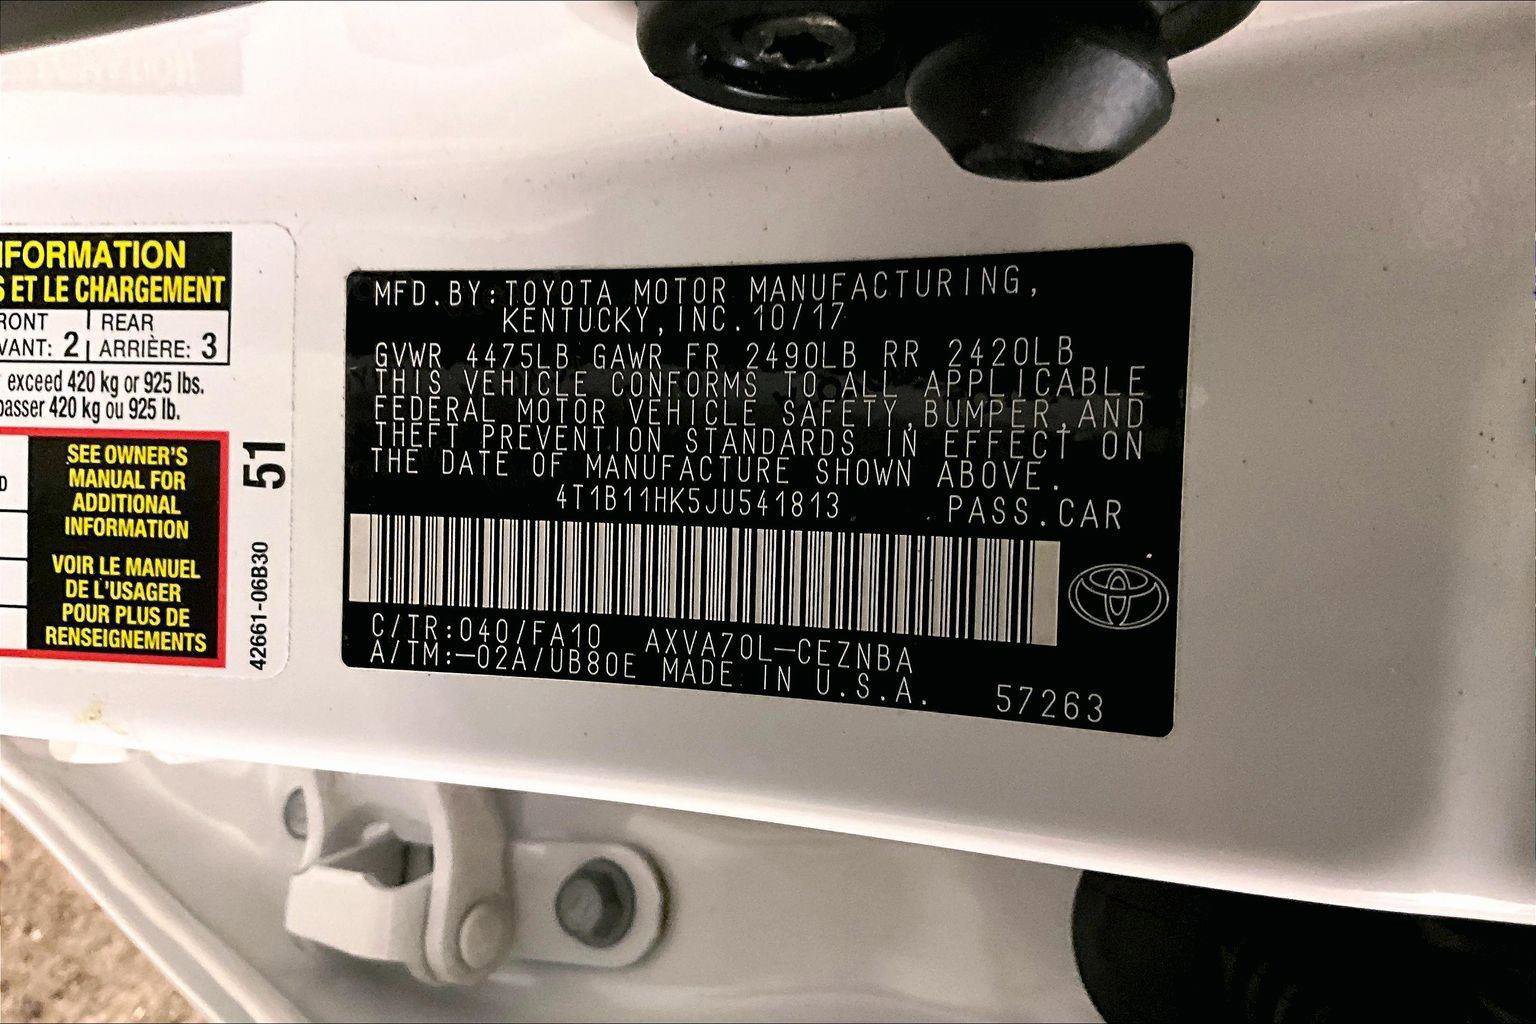 IFORMATION
S ET LE CHARGEMENT
RONT REAR
VANT: 2 ARRIÈRE: 3
exceed 420 kg or 925 lbs.
passer 420 kg ou 925 lb.
D
SEE OWNER'S
MANUAL FOR
ADDITIONAL
INFORMATION
VOIR LE MANUEL
DE L'USAGER
POUR PLUS DE
RENSEIGNEMENTS
51
42661-06B30
MFD.BY:TOYOTA MOTOR MANUFACTURING,
KENTUCKY,INC.10/17
GVWR 4475LB GAWR FR 2490LB RR 2420LB
THIS VEHICLE CONFORMS TO ALL APPLICABLE
FEDERAL MOTOR VEHICLE SAFETY,BUMPER,AND
THEFT PREVENTION STANDARDS IN EFFECT ON
THE DATE OF MANUFACTURE SHOWN ABOVE.
4T1B11HK5JU541813 PASS.CAR
C/TR:040/FA10 AXVA70L-CEZNBA
A/TM:-02A/UB80E MADE IN U.S.A. 57263